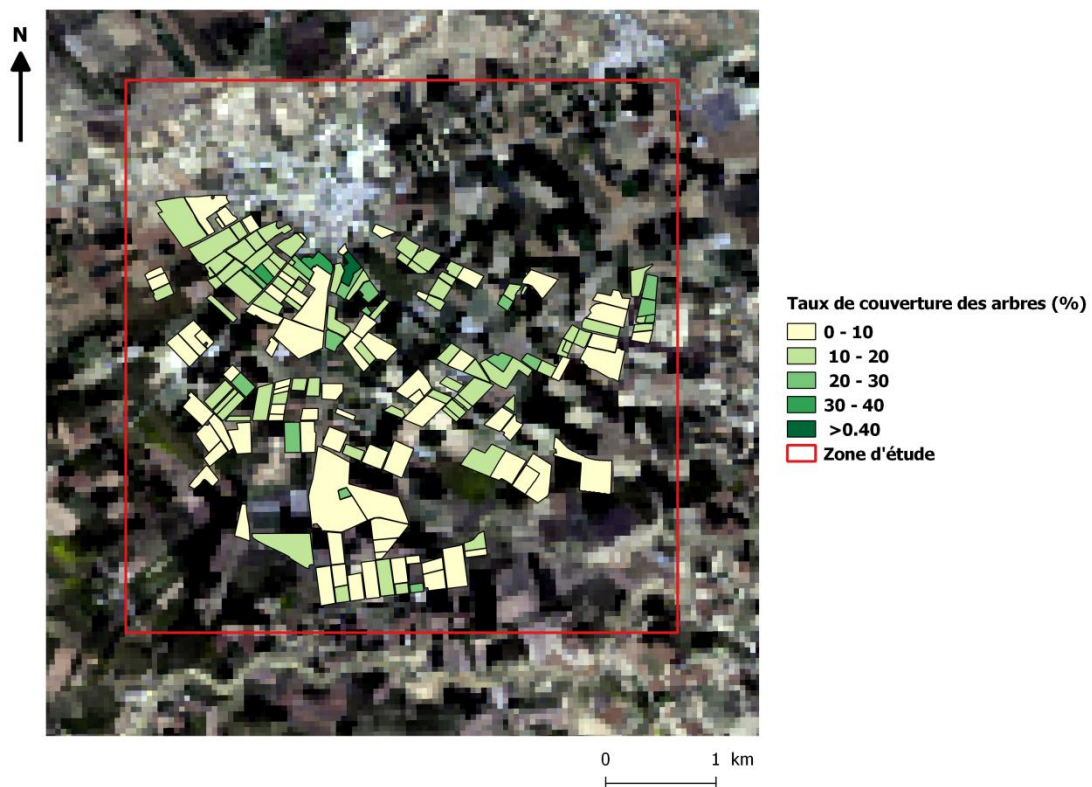 N
Taux de couverture des arbres (%)
0 - 10
10 - 20
20 - 30
30 - 40
>0.40
Zone d'étude
0 1 km